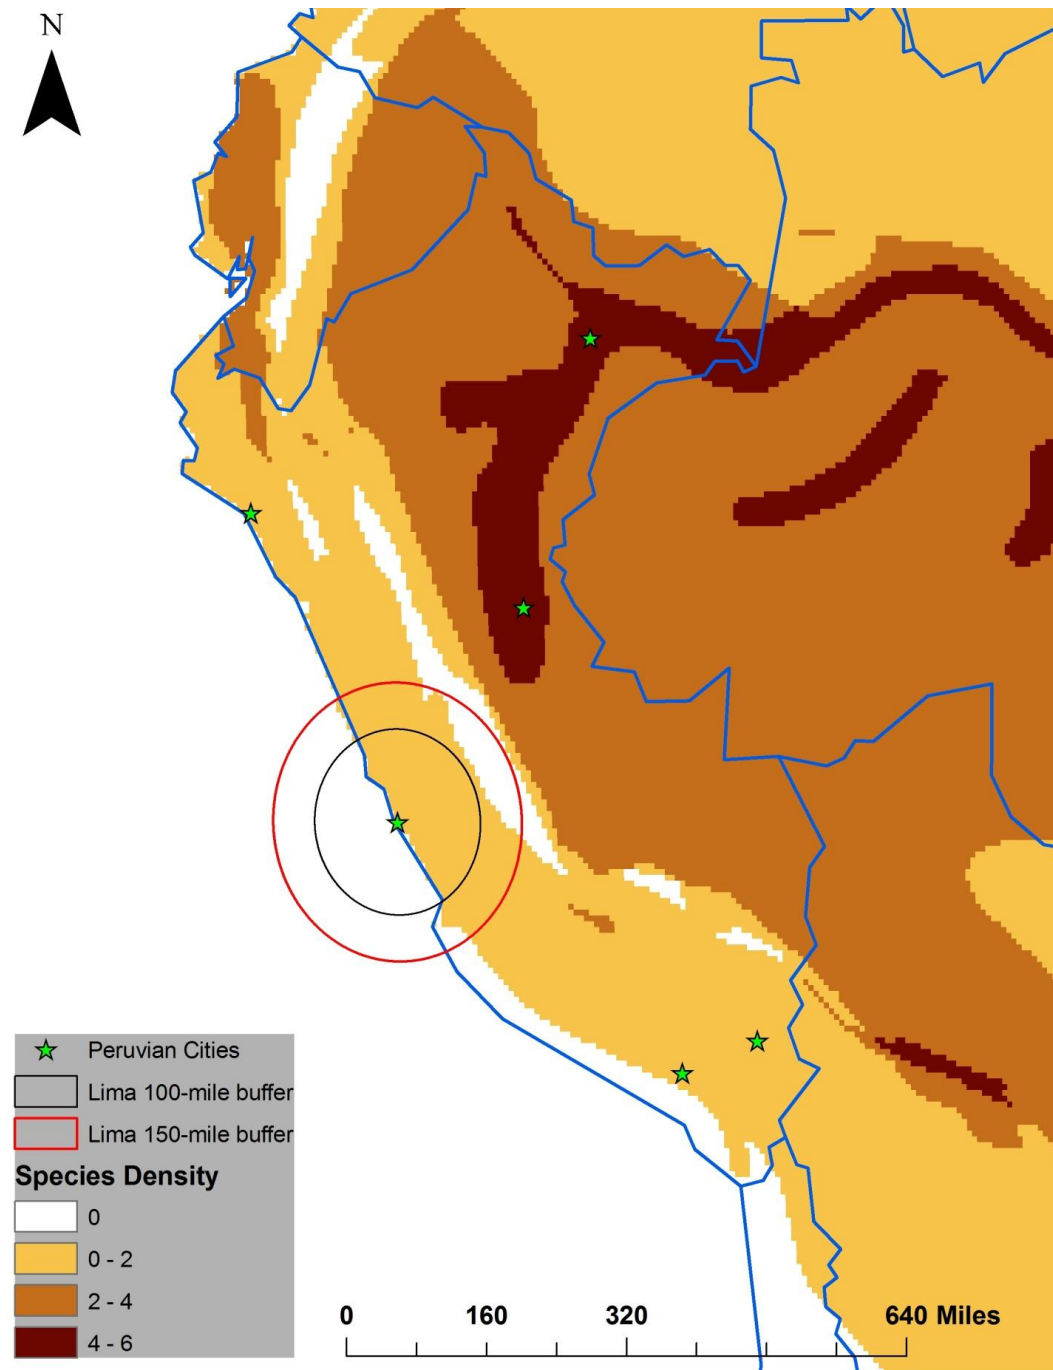 N
Peruvian Cities
Lima 100-mile buffer
Lima 150-mile buffer
Species Density
0
0 - 2
2 - 4
4 - 6
0 160 320 640 Miles